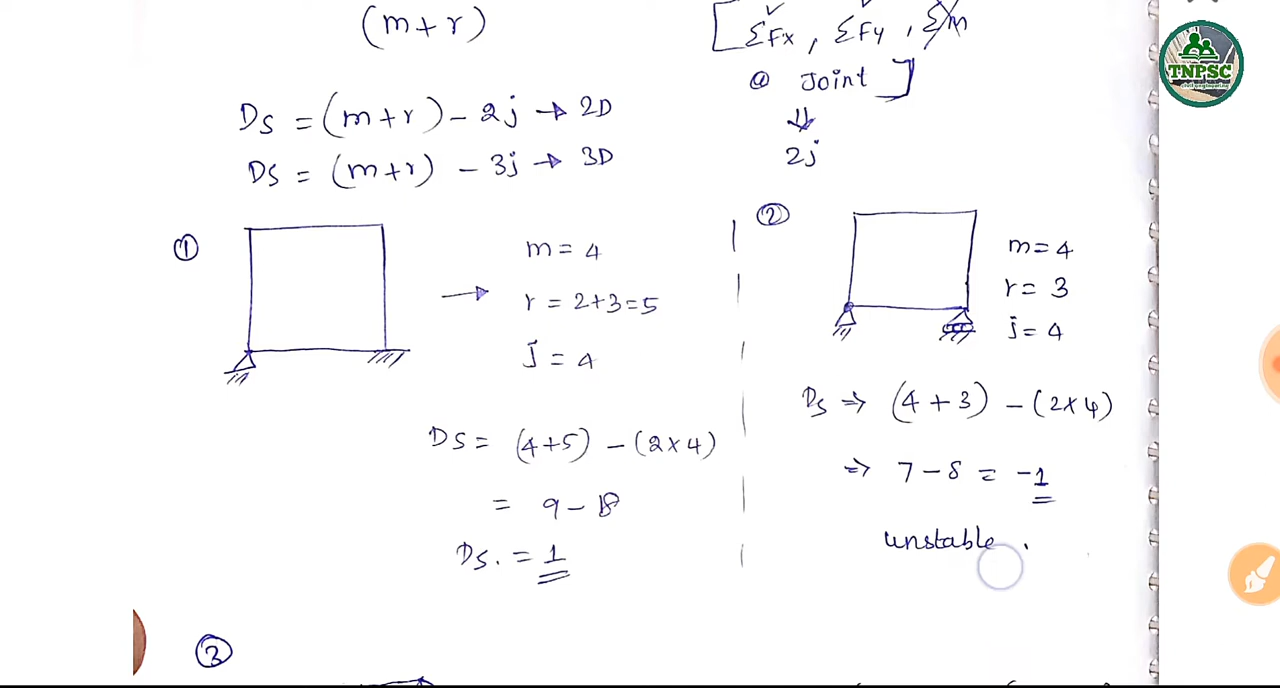 (m+r)
[ΣFx, ΣFy, Σm
@ Joint]
⇓
2j
Ds = (m+r) - 2j → 2D
Ds = (m+r) - 3j → 3D
①
→ m = 4
r = 2+3=5
J = 4
Ds = (4+5) - (2×4)
= 9 - 8
Ds. = 1
②
m=4
r= 3
j= 4
Ds ⇒ (4+3) - (2×4)
⇒ 7-8 = -1
unstable.
③
TNPSC